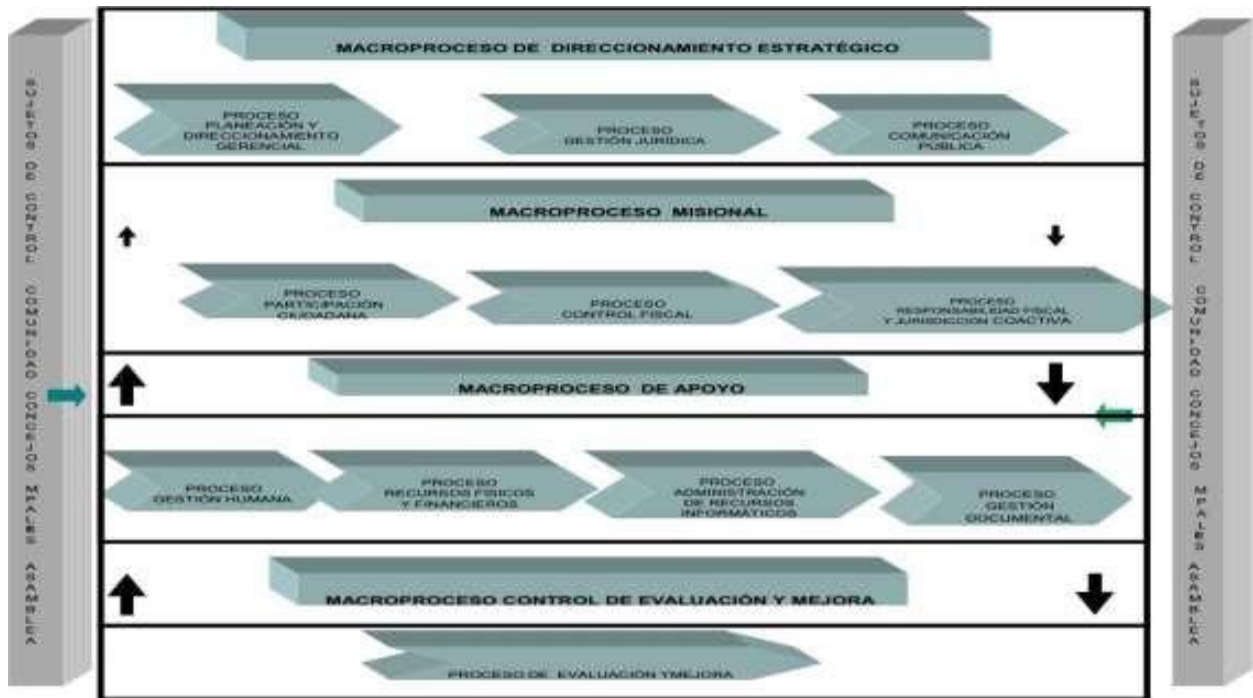 SUJETOS DE CONTROL COMUNIDAD CONCEJOS MPALES ASAMBLEA
MACROPROCESO DE DIRECCIONAMIENTO ESTRATÉGICO
PROCESO
PLANEACIÓN Y
DIRECCIONAMIENTO
GERENCIAL
PROCESO
GESTIÓN JURÍDICA
PROCESO
COMUNICACIÓN
PÚBLICA
MACROPROCESO MISIONAL
PROCESO
PARTICIPACIÓN
CIUDADANA
PROCESO
CONTROL FISCAL
PROCESO
RESPONSABILIDAD FISCAL
Y JURISDICCIÓN COACTIVA
MACROPROCESO DE APOYO
PROCESO
GESTIÓN HUMANA
PROCESO
RECURSOS FÍSICOS
Y FINANCIEROS
PROCESO
ADMINISTRACIÓN
DE RECURSOS
INFORMÁTICOS
PROCESO
GESTIÓN
DOCUMENTAL
MACROPROCESO CONTROL DE EVALUACIÓN Y MEJORA
PROCESO DE EVALUACIÓN YMEJORA
SUJETOS DE CONTROL COMUNIDAD CONCEJOS MPALES ASAMBLEA